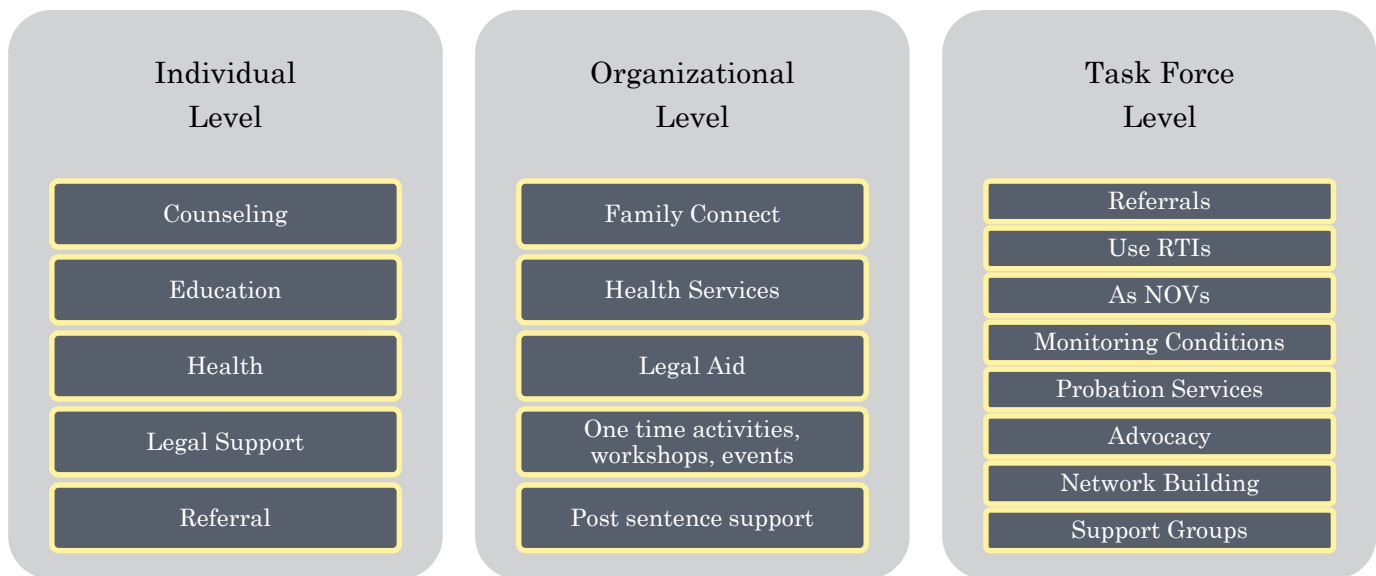 Individual
Level
Counseling
Education
Health
Legal Support
Referral
Organizational
Level
Family Connect
Health Services
Legal Aid
One time activities,
workshops, events
Post sentence support
Task Force
Level
Referrals
Use RTIs
As NOVs
Monitoring Conditions
Probation Services
Advocacy
Network Building
Support Groups